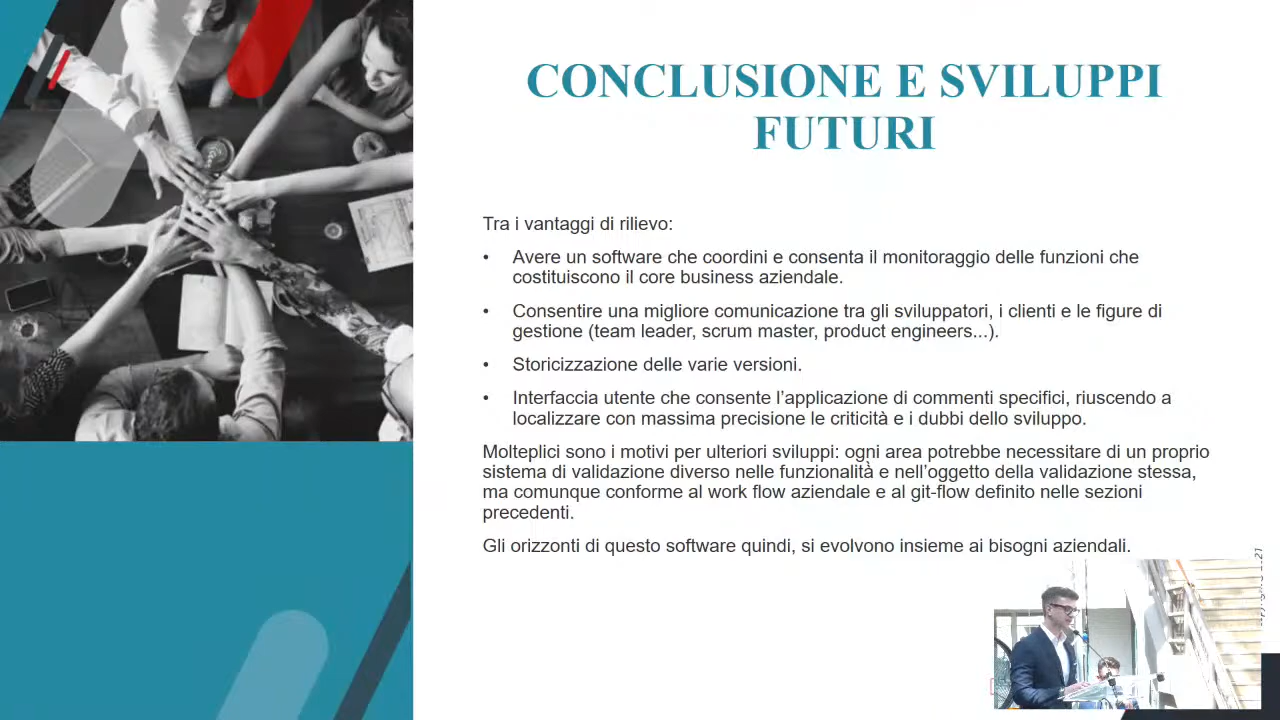 CONCLUSIONE E SVILUPPI
FUTURI
Tra i vantaggi di rilievo:
• Avere un software che coordini e consenta il monitoraggio delle funzioni che
costituiscono il core business aziendale.
• Consentire una migliore comunicazione tra gli sviluppatori, i clienti e le figure di
gestione (team leader, scrum master, product engineers...).
• Storicizzazione delle varie versioni.
• Interfaccia utente che consente l’applicazione di commenti specifici, riuscendo a
localizzare con massima precisione le criticità e i dubbi dello sviluppo.
Molteplici sono i motivi per ulteriori sviluppi: ogni area potrebbe necessitare di un proprio
sistema di validazione diverso nelle funzionalità e nell’oggetto della validazione stessa,
ma comunque conforme al work flow aziendale e al git-flow definito nelle sezioni
precedenti.
Gli orizzonti di questo software quindi, si evolvono insieme ai bisogni aziendali.